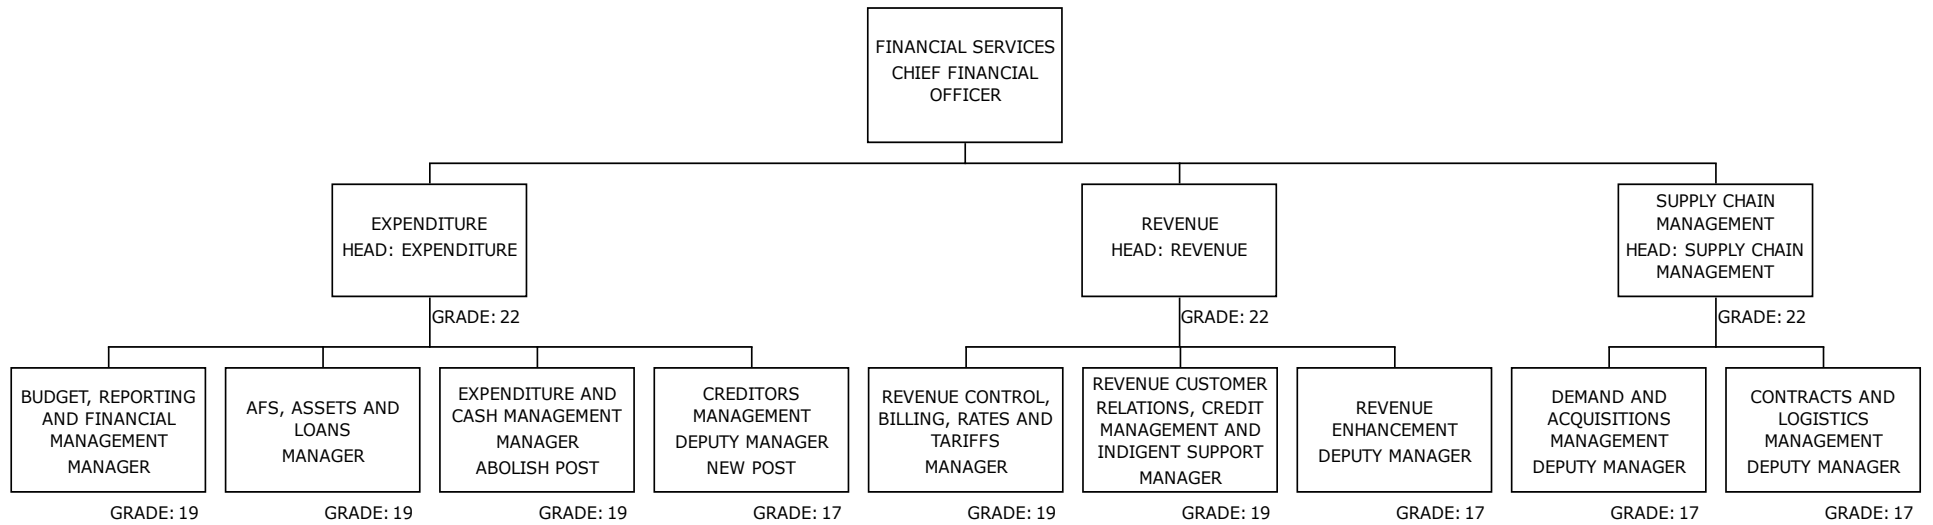 FINANCIAL SERVICES
CHIEF FINANCIAL
OFFICER
EXPENDITURE
HEAD: EXPENDITURE
GRADE: 22
REVENUE
HEAD: REVENUE
GRADE: 22
SUPPLY CHAIN
MANAGEMENT
HEAD: SUPPLY CHAIN
MANAGEMENT
GRADE: 22
BUDGET, REPORTING
AND FINANCIAL
MANAGEMENT
MANAGER
GRADE: 19
AFS, ASSETS AND
LOANS
MANAGER
GRADE: 19
EXPENDITURE AND
CASH MANAGEMENT
MANAGER
ABOLISH POST
GRADE: 19
CREDITORS
MANAGEMENT
DEPUTY MANAGER
NEW POST
GRADE: 17
REVENUE CONTROL,
BILLING, RATES AND
TARIFFS
MANAGER
GRADE: 19
REVENUE CUSTOMER
RELATIONS, CREDIT
MANAGEMENT AND
INDIGENT SUPPORT
MANAGER
GRADE: 19
REVENUE
ENHANCEMENT
DEPUTY MANAGER
GRADE: 17
DEMAND AND
ACQUISITIONS
MANAGEMENT
DEPUTY MANAGER
GRADE: 17
CONTRACTS AND
LOGISTICS
MANAGEMENT
DEPUTY MANAGER
GRADE: 17